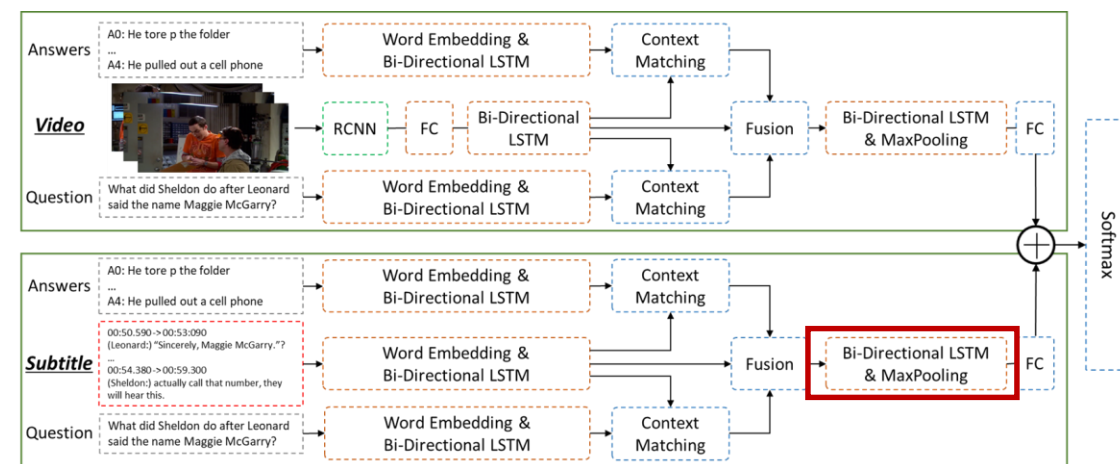 Answers
A0: He tore p the folder
...
A4: He pulled out a cell phone
Word Embedding &
Bi-Directional LSTM
Context
Matching
Video
RCNN
FC
Bi-Directional
LSTM
Fusion
Bi-Directional LSTM
& MaxPooling
FC
Question
What did Sheldon do after Leonard
said the name Maggie McGarry?
Word Embedding &
Bi-Directional LSTM
Context
Matching
Softmax
Answers
A0: He tore p the folder
...
A4: He pulled out a cell phone
Word Embedding &
Bi-Directional LSTM
Context
Matching
Subtitle
00:50.590->00:53:090
(Leonard:) “Sincerely, Maggie McGarry.”?
...
00:54.380->00:59.300
(Sheldon:) actually call that number, they
will hear this.
Word Embedding &
Bi-Directional LSTM
Fusion
Bi-Directional LSTM
& MaxPooling
FC
Question
What did Sheldon do after Leonard
said the name Maggie McGarry?
Word Embedding &
Bi-Directional LSTM
Context
Matching